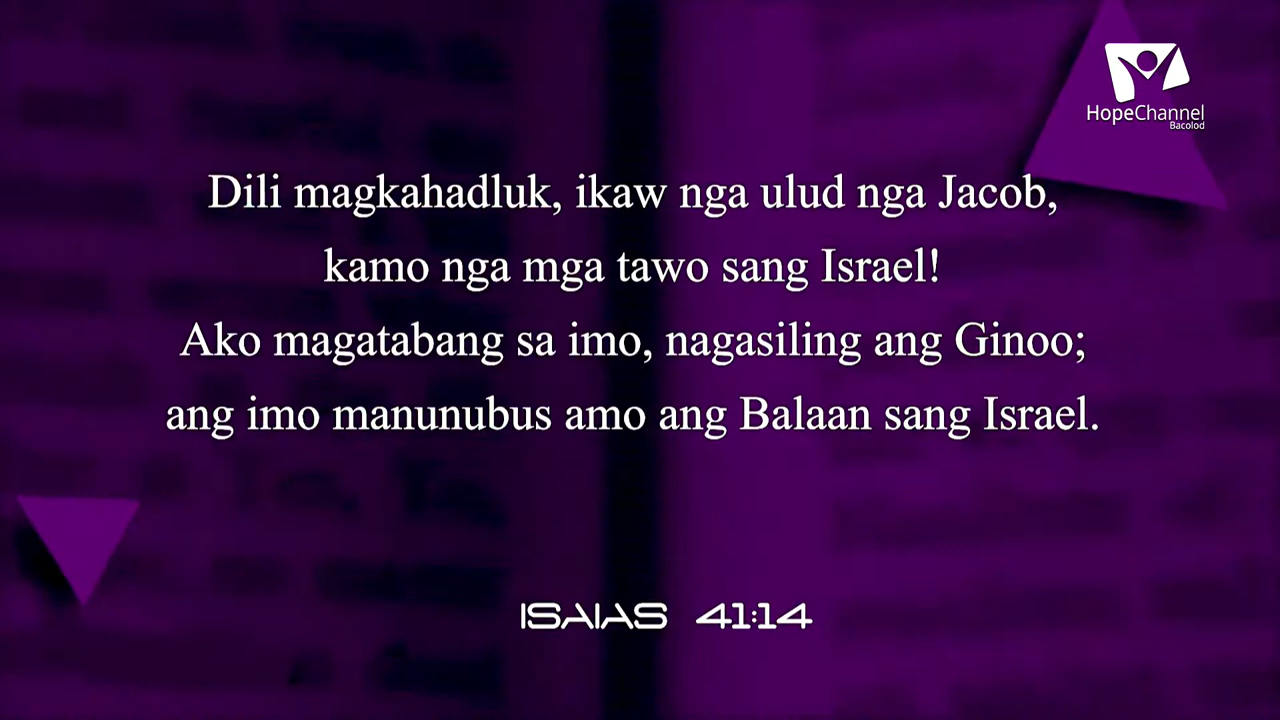 HopeChannel
Bacolod
Dili magkahadluk, ikaw nga ulud nga Jacob,
kamo nga mga tawo sang Israel!
Ako magatabang sa imo, nagasiling ang Ginoo;
ang imo manunubus amo ang Balaan sang Israel.
ISAIAS 41:14